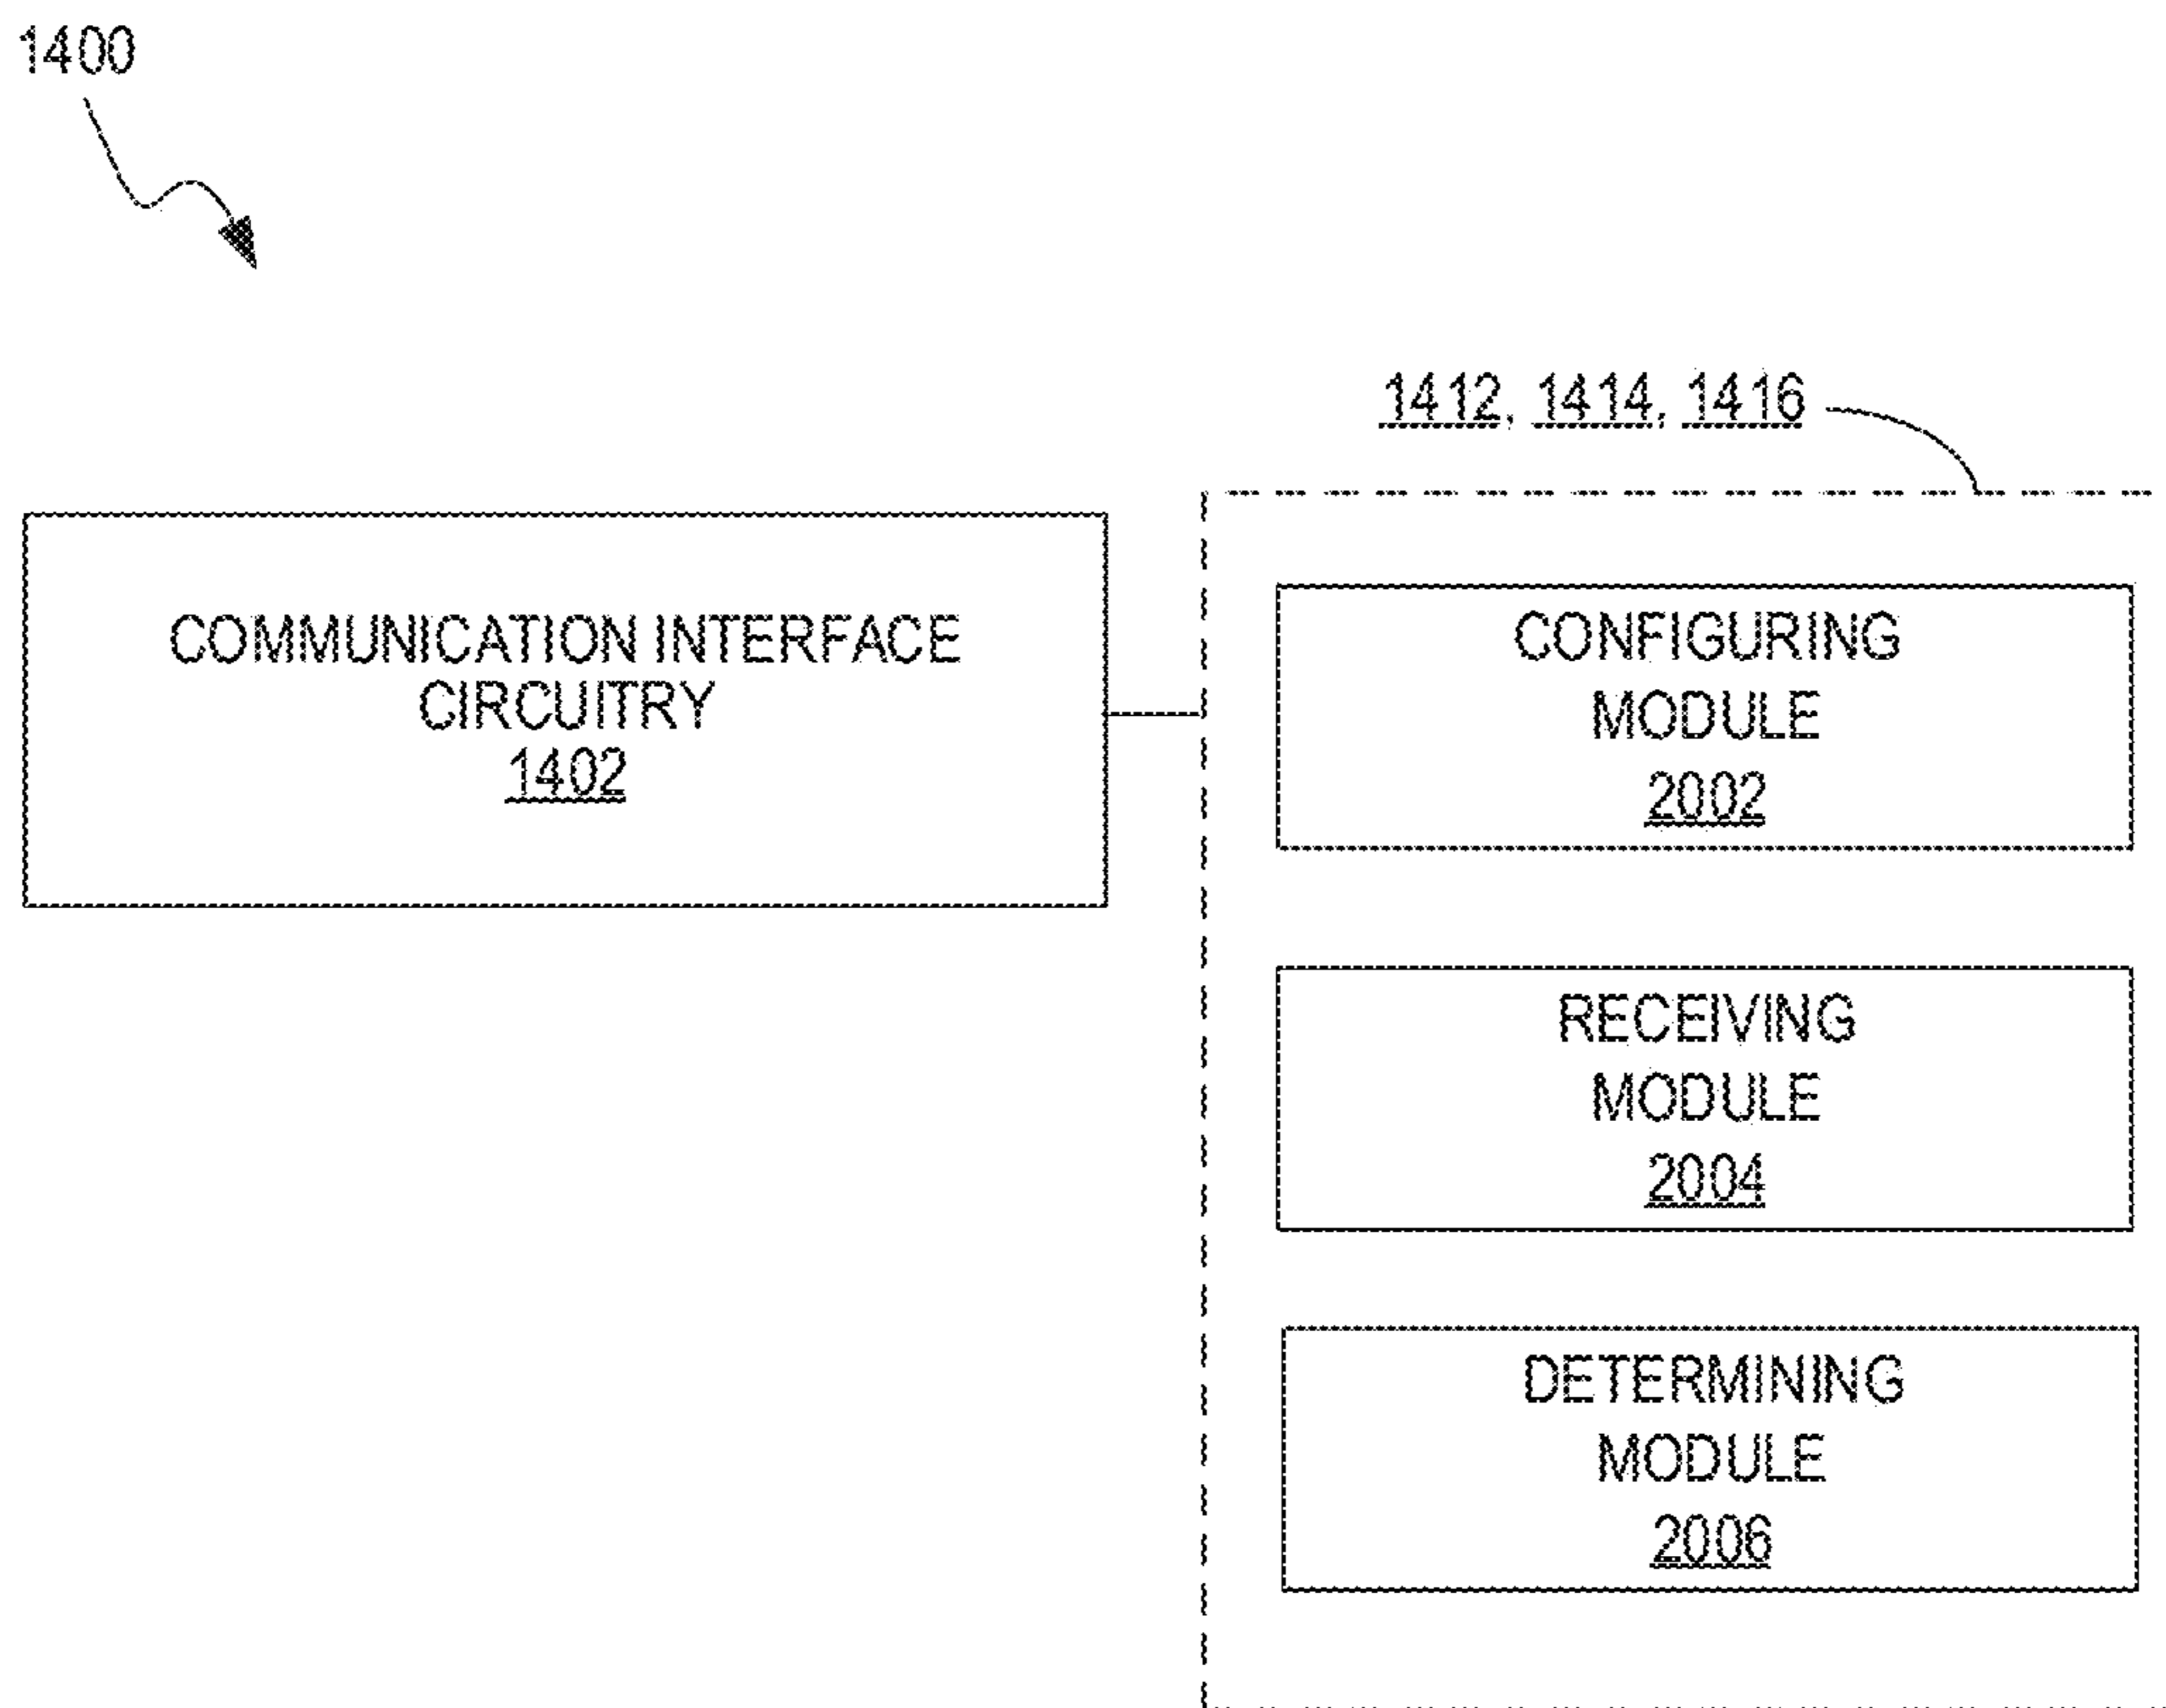 1400
1412, 1414, 1416
COMMUNICATION INTERFACE
CIRCUITRY
1402
CONFIGURING
MODULE
2002
RECEIVING
MODULE
2004
DETERMINING
MODULE
2006